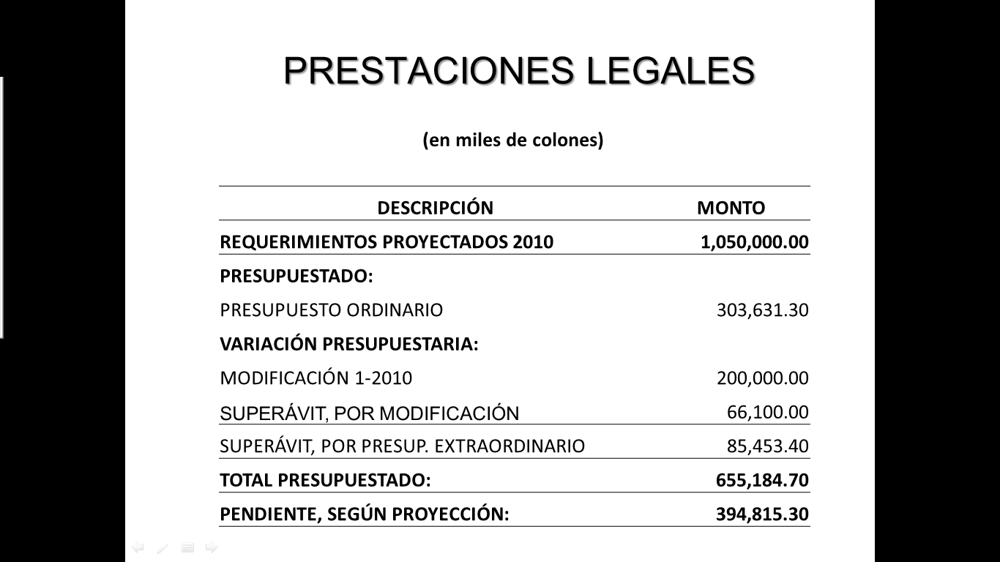 PRESTACIONES LEGALES
(en miles de colones)
DESCRIPCIÓN MONTO
REQUERIMIENTOS PROYECTADOS 2010 1,050,000.00
PRESUPUESTADO:
PRESUPUESTO ORDINARIO 303,631.30
VARIACIÓN PRESUPUESTARIA:
MODIFICACIÓN 1-2010 200,000.00
SUPERÁVIT, POR MODIFICACIÓN 66,100.00
SUPERÁVIT, POR PRESUP. EXTRAORDINARIO 85,453.40
TOTAL PRESUPUESTADO: 655,184.70
PENDIENTE, SEGÚN PROYECCIÓN: 394,815.30